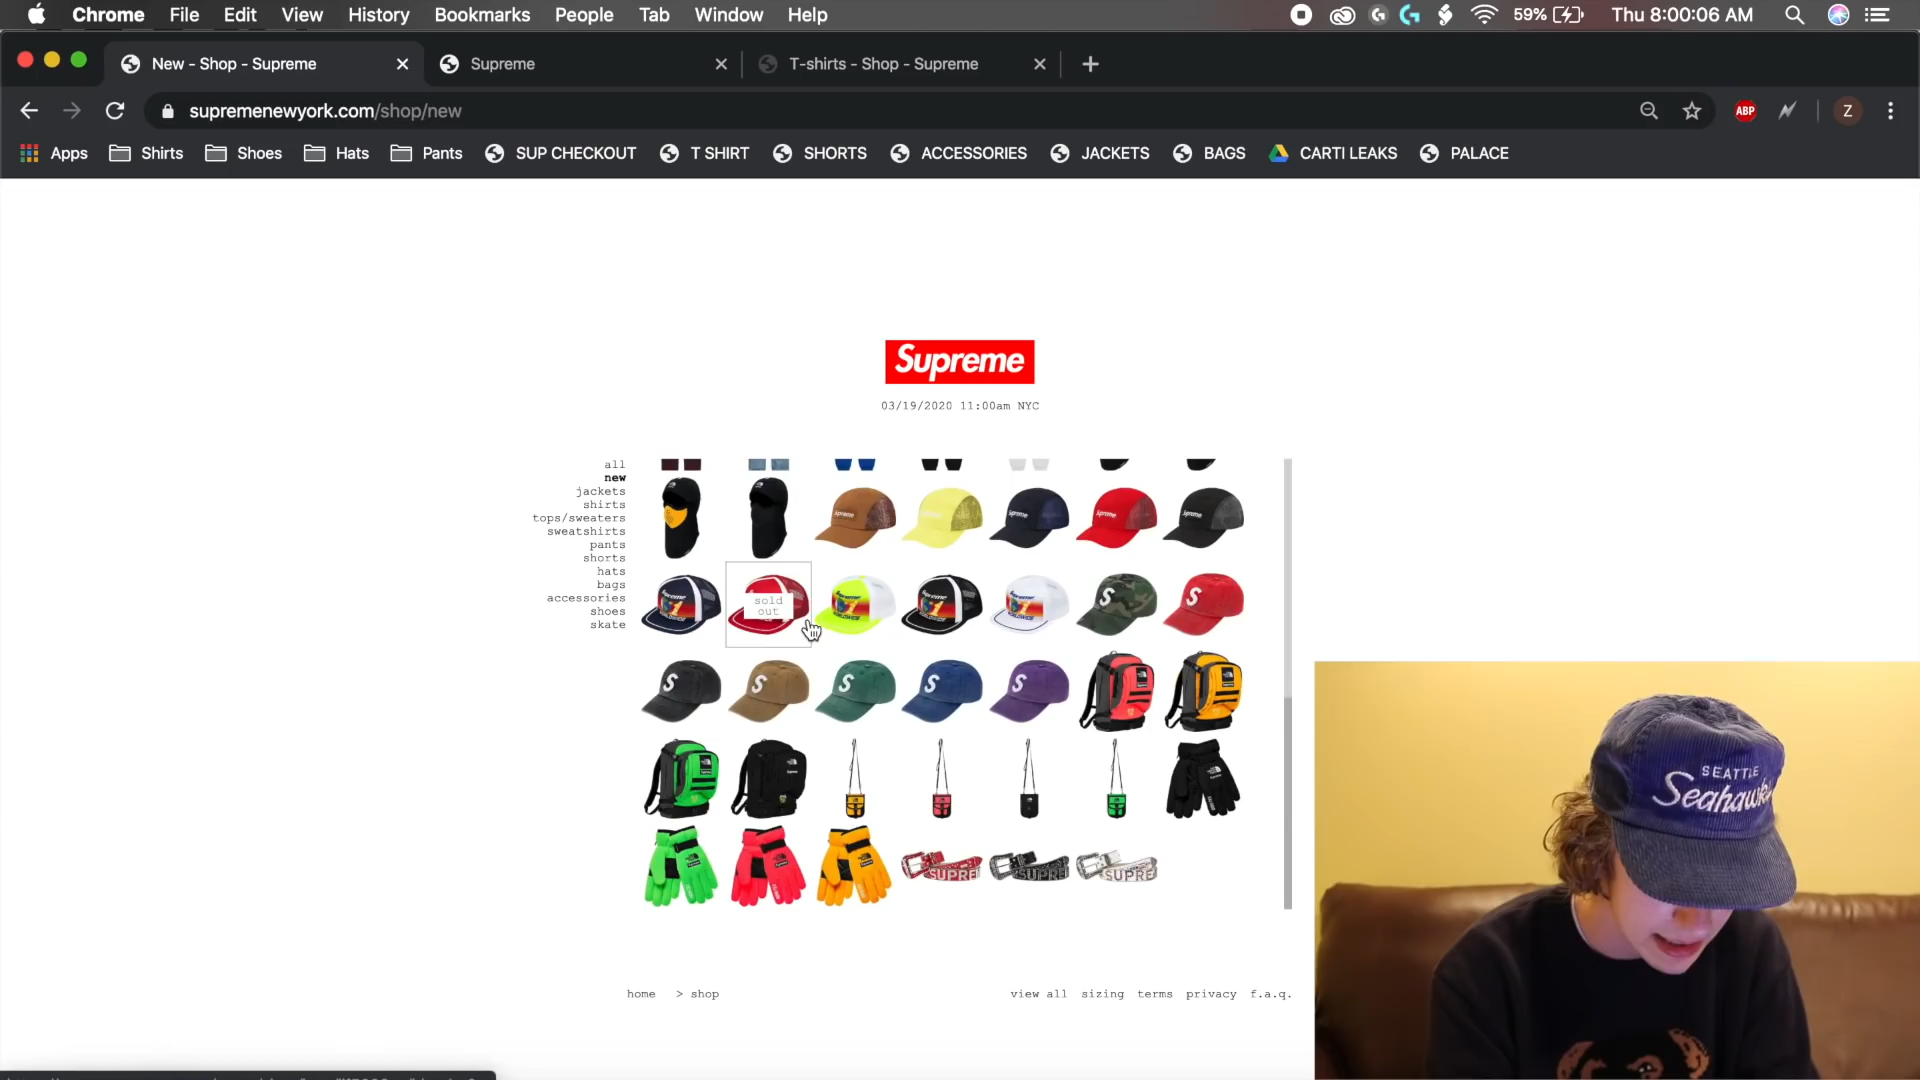 Chrome File Edit View History Bookmarks People Tab Window Help 59% Thu 8:00:06 AM
New - Shop - Supreme Supreme T-shirts - Shop - Supreme
supremenewyork.com/shop/new ABP Z
Apps Shirts Shoes Hats Pants SUP CHECKOUT T SHIRT SHORTS ACCESSORIES JACKETS BAGS CARTI LEAKS PALACE
Supreme
03/19/2020 11:00am NYC
all
new
jackets
shirts
tops/sweaters
sweatshirts
pants
shorts
hats
bags
accessories
shoes
skate
sold
out
home > shop
view all sizing terms privacy f.a.q.
SEATTLE
Seahawks